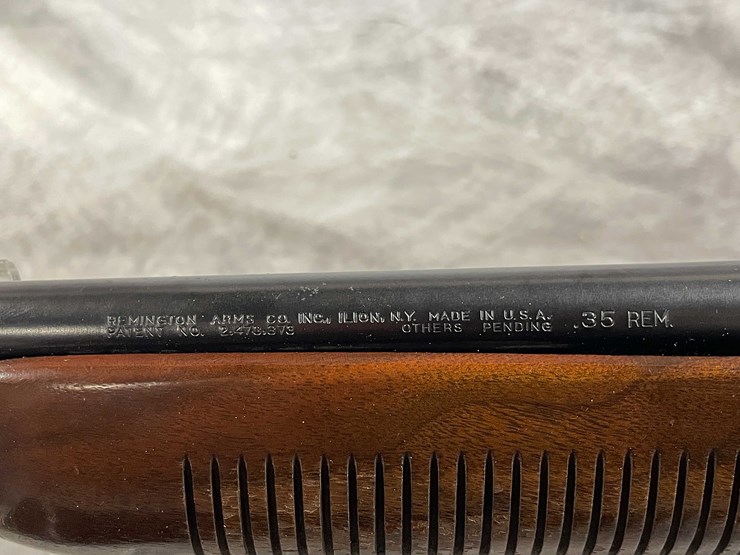 REMINGTON ARMS CO. INC., ILION, N.Y. MADE IN U.S.A.
PATENT NO. 2,473,373 OTHERS PENDING
.35 REM.